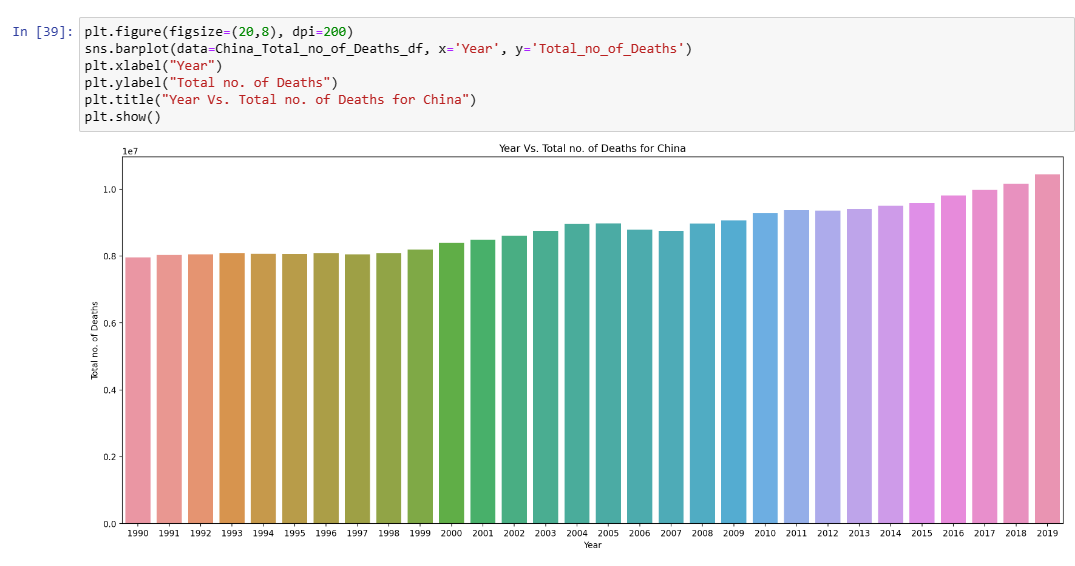 In [39]: plt.figure(figsize=(20,8), dpi=200)
sns.barplot(data=China_Total_no_of_Deaths_df, x='Year', y='Total_no_of_Deaths')
plt.xlabel("Year")
plt.ylabel("Total no. of Deaths")
plt.title("Year Vs. Total no. of Deaths for China")
plt.show()
1e7
Year Vs. Total no. of Deaths for China
1.0
0.8
0.6
0.4
0.2
0.0
Total no. of Deaths
1990 1991 1992 1993 1994 1995 1996 1997 1998 1999 2000 2001 2002 2003 2004 2005 2006 2007 2008 2009 2010 2011 2012 2013 2014 2015 2016 2017 2018 2019
Year